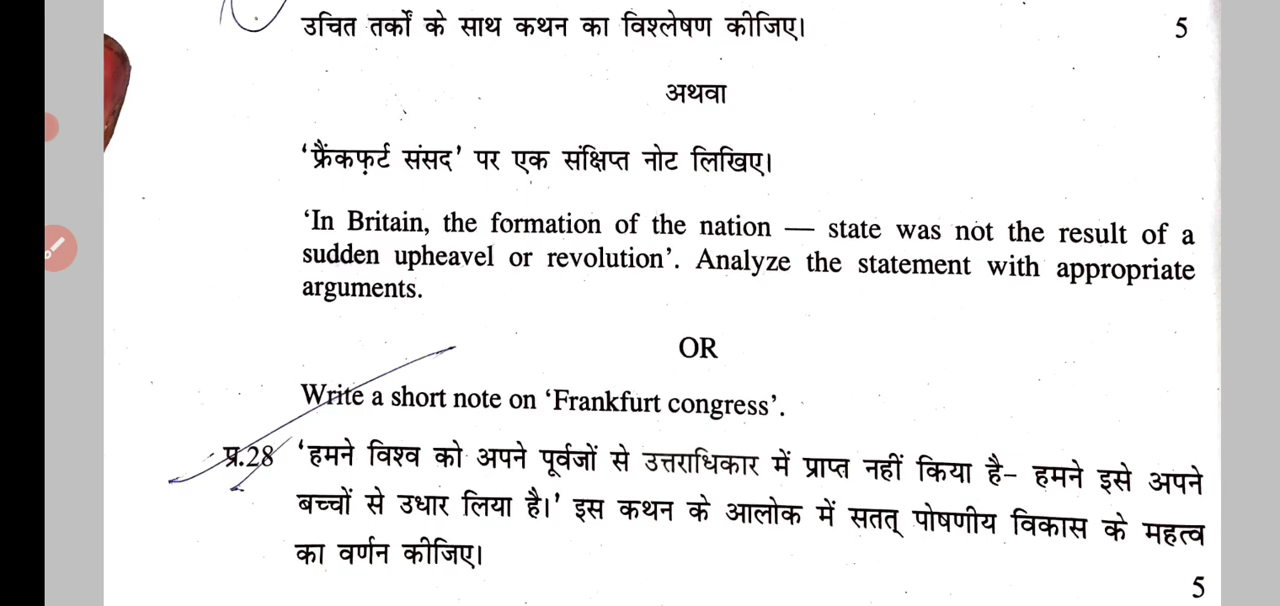 उचित तर्कों के साथ कथन का विश्लेषण कीजिए। 5
अथवा
'फ्रैंकफ़र्ट संसद' पर एक संक्षिप्त नोट लिखिए।
'In Britain, the formation of the nation — state was not the result of a
sudden upheavel or revolution'. Analyze the statement with appropriate
arguments.
OR
Write a short note on 'Frankfurt congress'.
प्र.28 'हमने विश्व को अपने पूर्वजों से उत्तराधिकार में प्राप्त नहीं किया है– हमने इसे अपने
बच्चों से उधार लिया है।' इस कथन के आलोक में सतत् पोषणीय विकास के महत्व
का वर्णन कीजिए।
5